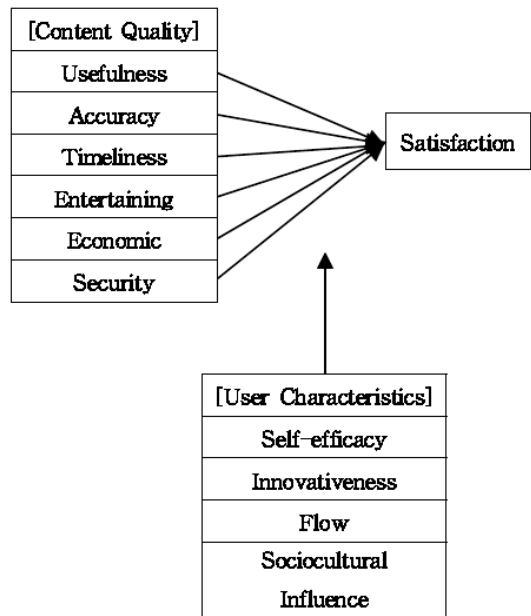 [Content Quality]
Usefulness
Accuracy
Timeliness
Entertaining
Economic
Security
Satisfaction
[User Characteristics]
Self-efficacy
Innovativeness
Flow
Sociocultural
Influence